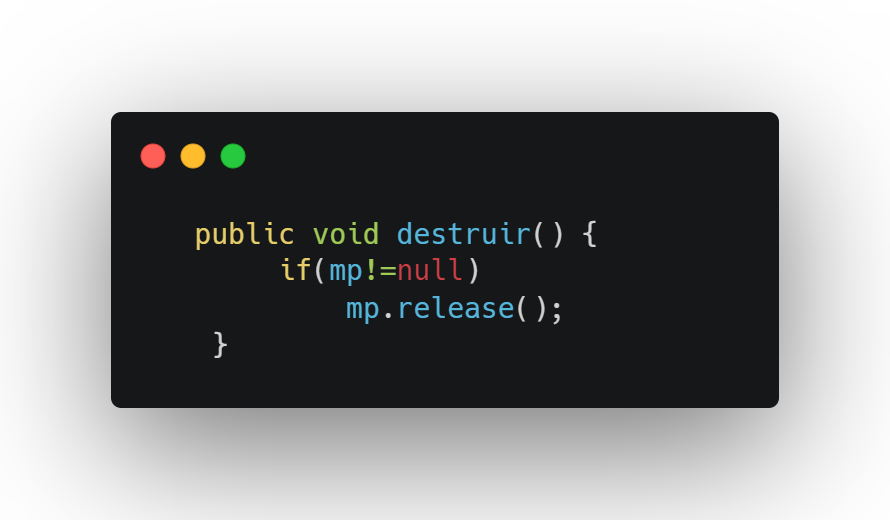 public void destruir() {
if(mp!=null)
mp.release();
}